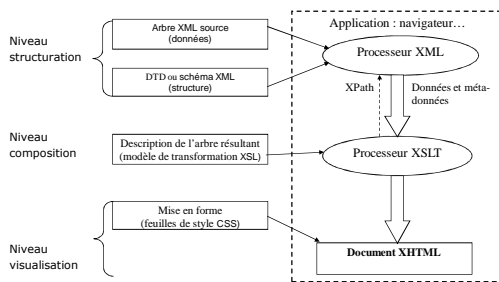 Application : navigateur…
Niveau
structuration
Arbre XML source
(données)
DTD ou schéma XML
(structure)
Processeur XML
XPath
Données et méta-
données
Niveau
composition
Description de l'arbre résultant
(modèle de transformation XSL)
Processeur XSLT
Mise en forme
(feuilles de style CSS)
Niveau
visualisation
Document XHTML